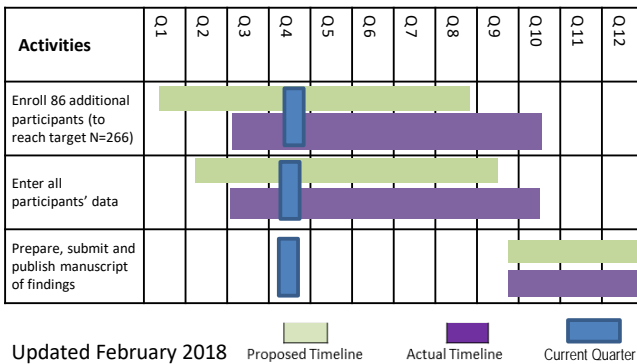 Activities
Q1
Q2
Q3
Q4
Q5
Q6
Q7
Q8
Q9
Q10
Q11
Q12
Enroll 86 additional
participants (to
reach target N=266)
Enter all
participants' data
Prepare, submit and
publish manuscript
of findings
Updated February 2018
Proposed Timeline
Actual Timeline
Current Quarter